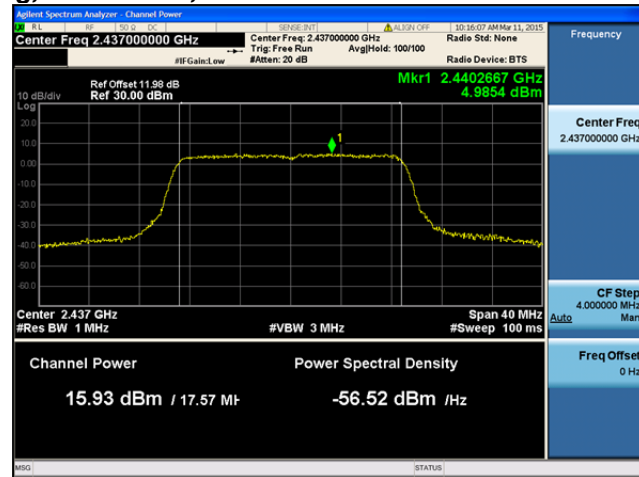 Agilent Spectrum Analyzer - Channel Power
RL RF 50 Ω DC SENSE:INT ALIGN OFF 10:16:07 AM Mar 11, 2015
Center Freq 2.437000000 GHz
Center Freq: 2.437000000 GHz
Radio Std: None
Trig: Free Run Avg|Hold: 100/100
#IFGain:Low #Atten: 20 dB Radio Device: BTS
Mkr1 2.4402667 GHz
4.9854 dBm
Ref Offset 11.98 dB
10 dB/div Ref 30.00 dBm
Log
20.0
10.0
0.00
-10.0
-20.0
-30.0
-40.0
-50.0
-60.0
1
Center 2.437 GHz Span 40 MHz
#Res BW 1 MHz #VBW 3 MHz #Sweep 100 ms
Channel Power Power Spectral Density
15.93 dBm / 17.57 MH -56.52 dBm /Hz
MSG STATUS
Frequency
Center Freq
2.437000000 GHz
CF Step
4.000000 MHz
Auto Man
Freq Offset
0 Hz